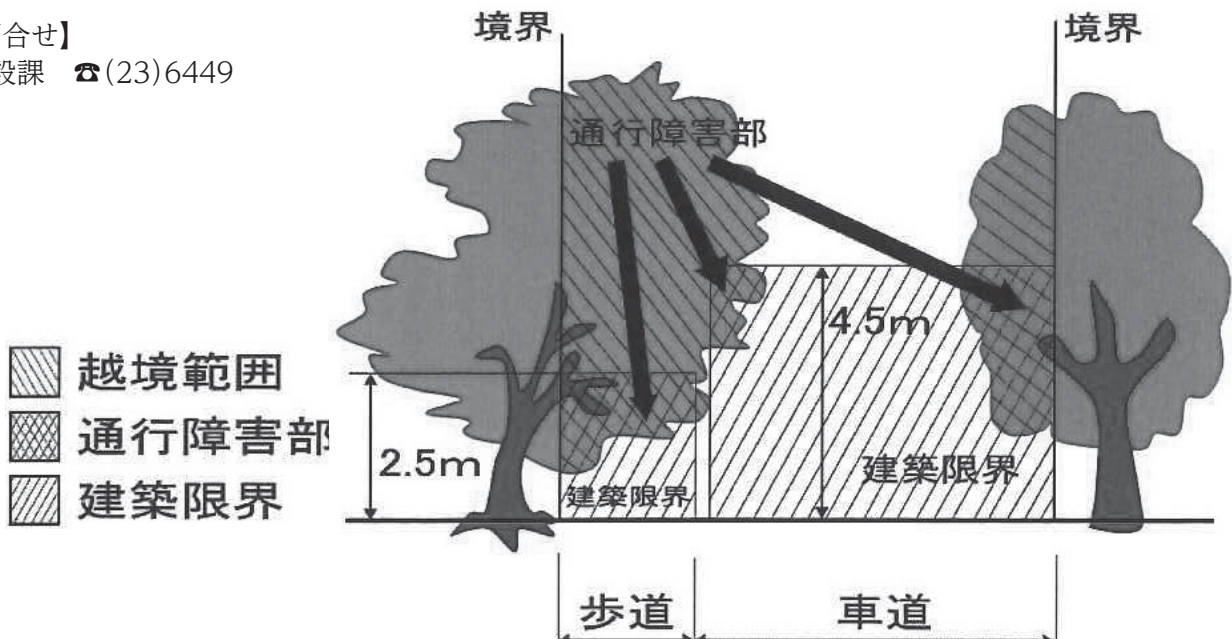 合せ】
設課　☎(23)6449
境界
境界
通行障害部
4.5m
2.5m
建築限界
建築限界
越境範囲
通行障害部
建築限界
歩道
車道